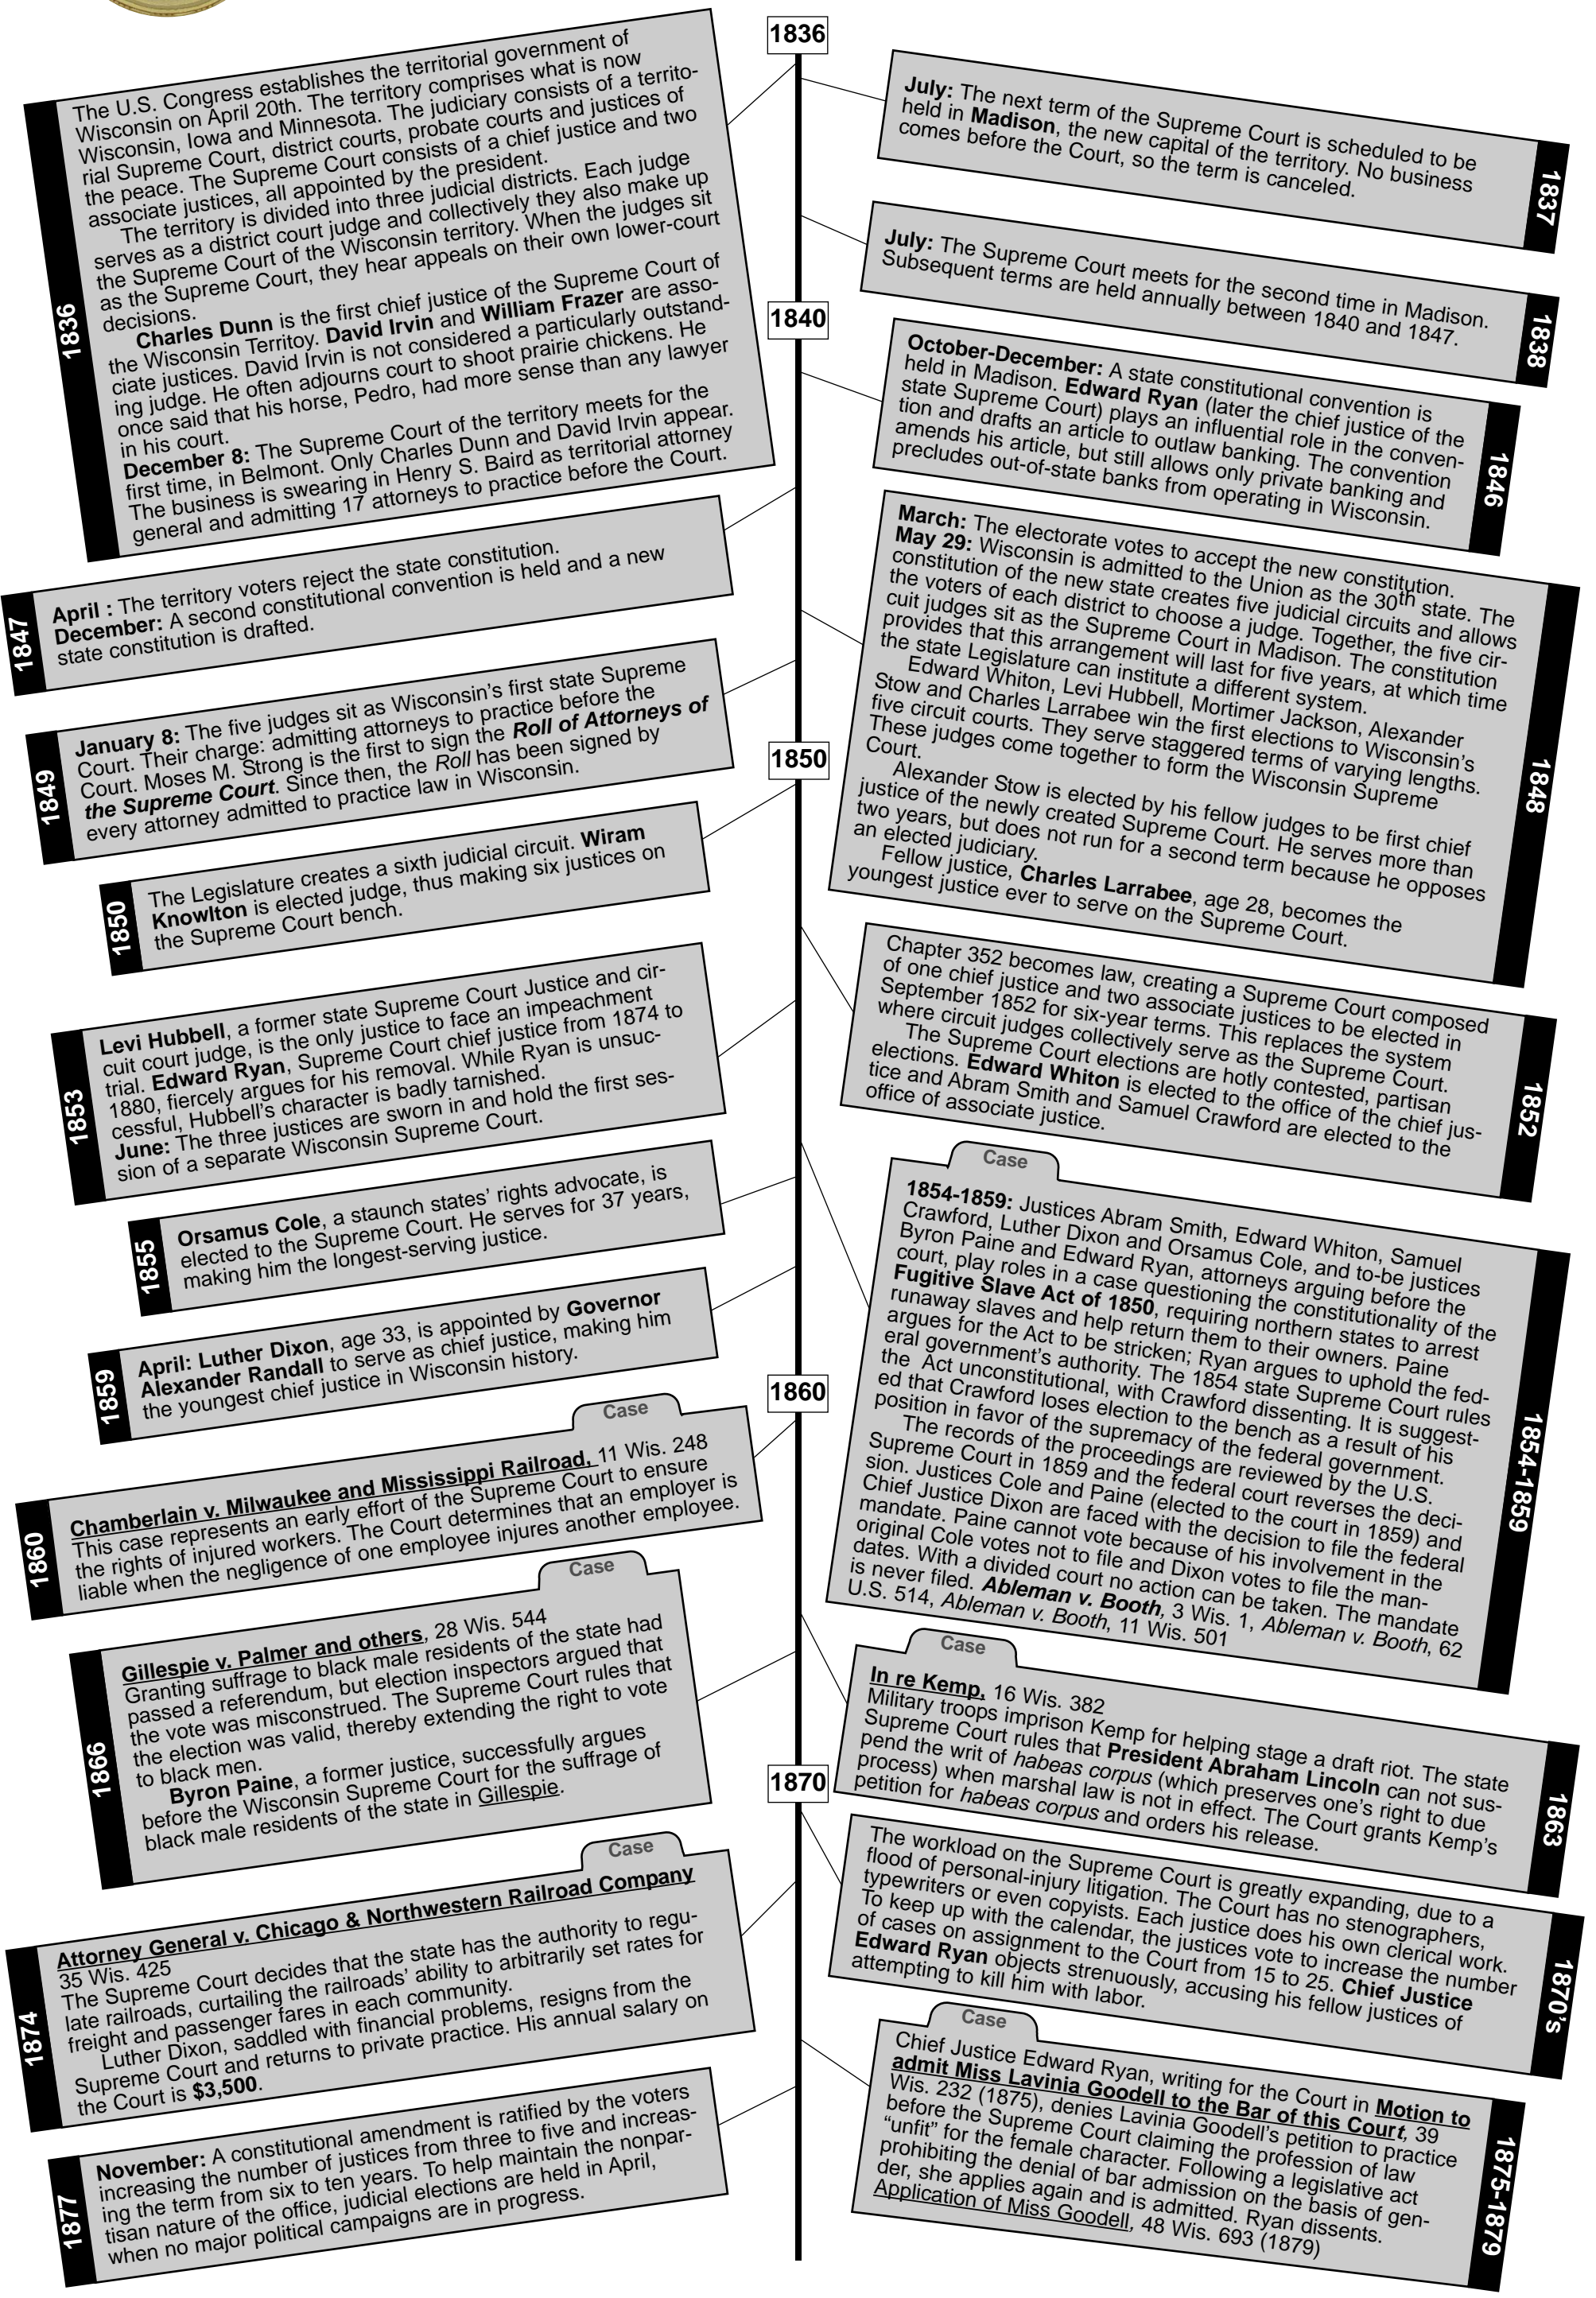 1836
1836
The U.S. Congress establishes the territorial government of
Wisconsin on April 20th. The territory comprises what is now
Wisconsin, Iowa and Minnesota. The judiciary consists of a territo-
rial Supreme Court, district courts, probate courts and justices of
the peace. The Supreme Court consists of a chief justice and two
associate justices, all appointed by the president.
The territory is divided into three judicial districts. Each judge
serves as a district court judge and collectively they also make up
the Supreme Court of the Wisconsin territory. When the judges sit
as the Supreme Court, they hear appeals on their own lower-court
decisions.
Charles Dunn is the first chief justice of the Supreme Court of
the Wisconsin Territoy. David Irvin and William Frazer are asso-
ciate justices. David Irvin is not considered a particularly outstand-
ing judge. He often adjourns court to shoot prairie chickens. He
once said that his horse, Pedro, had more sense than any lawyer
in his court.
December 8: The Supreme Court of the territory meets for the
first time, in Belmont. Only Charles Dunn and David Irvin appear.
The business is swearing in Henry S. Baird as territorial attorney
general and admitting 17 attorneys to practice before the Court.
July: The next term of the Supreme Court is scheduled to be
held in Madison, the new capital of the territory. No business
comes before the Court, so the term is canceled.
1837
July: The Supreme Court meets for the second time in Madison.
Subsequent terms are held annually between 1840 and 1847.
1838
1840
October-December: A state constitutional convention is
held in Madison. Edward Ryan (later the chief justice of the
state Supreme Court) plays an influential role in the conven-
tion and drafts an article to outlaw banking. The convention
amends his article, but still allows only private banking and
precludes out-of-state banks from operating in Wisconsin.
1846
1847
April : The territory voters reject the state constitution.
December: A second constitutional convention is held and a new
state constitution is drafted.
March: The electorate votes to accept the new constitution.
May 29: Wisconsin is admitted to the Union as the 30th state. The
constitution of the new state creates five judicial circuits and allows
the voters of each district to choose a judge. Together, the five cir-
cuit judges sit as the Supreme Court in Madison. The constitution
provides that this arrangement will last for five years, at which time
the state Legislature can institute a different system.
Edward Whiton, Levi Hubbell, Mortimer Jackson, Alexander
Stow and Charles Larrabee win the first elections to Wisconsin's
five circuit courts. They serve staggered terms of varying lengths.
These judges come together to form the Wisconsin Supreme
Court.
Alexander Stow is elected by his fellow judges to be first chief
justice of the newly created Supreme Court. He serves more than
two years, but does not run for a second term because he opposes
an elected judiciary.
Fellow justice, Charles Larrabee, age 28, becomes the
youngest justice ever to serve on the Supreme Court.
1848
1849
January 8: The five judges sit as Wisconsin's first state Supreme
Court. Their charge: admitting attorneys to practice before the
Court. Moses M. Strong is the first to sign the Roll of Attorneys of
the Supreme Court. Since then, the Roll has been signed by
every attorney admitted to practice law in Wisconsin.
1850
1850
The Legislature creates a sixth judicial circuit. Wiram
Knowlton is elected judge, thus making six justices on
the Supreme Court bench.
Chapter 352 becomes law, creating a Supreme Court composed
of one chief justice and two associate justices to be elected in
September 1852 for six-year terms. This replaces the system
where circuit judges collectively serve as the Supreme Court.
The Supreme Court elections are hotly contested, partisan
elections. Edward Whiton is elected to the office of the chief jus-
tice and Abram Smith and Samuel Crawford are elected to the
office of associate justice.
1852
1853
Levi Hubbell, a former state Supreme Court Justice and cir-
cuit court judge, is the only justice to face an impeachment
trial. Edward Ryan, Supreme Court chief justice from 1874 to
1880, fiercely argues for his removal. While Ryan is unsuc-
cessful, Hubbell's character is badly tarnished.
June: The three justices are sworn in and hold the first ses-
sion of a separate Wisconsin Supreme Court.
Case
1854-1859: Justices Abram Smith, Edward Whiton, Samuel
Crawford, Luther Dixon and Orsamus Cole, and to-be justices
Byron Paine and Edward Ryan, attorneys arguing before the
court, play roles in a case questioning the constitutionality of the
Fugitive Slave Act of 1850, requiring northern states to arrest
runaway slaves and help return them to their owners. Paine
argues for the Act to be stricken; Ryan argues to uphold the fed-
eral government's authority. The 1854 state Supreme Court rules
the Act unconstitutional, with Crawford dissenting. It is suggest-
ed that Crawford loses election to the bench as a result of his
position in favor of the supremacy of the federal government.
The records of the proceedings are reviewed by the U.S.
Supreme Court in 1859 and the federal court reverses the deci-
sion. Justices Cole and Paine (elected to the court in 1859) and
Chief Justice Dixon are faced with the decision to file the federal
mandate. Paine cannot vote because of his involvement in the
original Cole votes not to file and Dixon votes to file the man-
dates. With a divided court no action can be taken. The mandate
is never filed. Ableman v. Booth, 3 Wis. 1, Ableman v. Booth, 62
U.S. 514, Ableman v. Booth, 11 Wis. 501
1854-1859
1855
Orsamus Cole, a staunch states' rights advocate, is
elected to the Supreme Court. He serves for 37 years,
making him the longest-serving justice.
1859
April: Luther Dixon, age 33, is appointed by Governor
Alexander Randall to serve as chief justice, making him
the youngest chief justice in Wisconsin history.
1860
Case
1860
Chamberlain v. Milwaukee and Mississippi Railroad, 11 Wis. 248
This case represents an early effort of the Supreme Court to ensure
the rights of injured workers. The Court determines that an employer is
liable when the negligence of one employee injures another employee.
Case
In re Kemp, 16 Wis. 382
Military troops imprison Kemp for helping stage a draft riot. The state
Supreme Court rules that President Abraham Lincoln can not sus-
pend the writ of habeas corpus (which preserves one's right to due
process) when marshal law is not in effect. The Court grants Kemp's
petition for habeas corpus and orders his release.
1863
Case
1866
Gillespie v. Palmer and others, 28 Wis. 544
Granting suffrage to black male residents of the state had
passed a referendum, but election inspectors argued that
the vote was misconstrued. The Supreme Court rules that
the election was valid, thereby extending the right to vote
to black men.
Byron Paine, a former justice, successfully argues
before the Wisconsin Supreme Court for the suffrage of
black male residents of the state in Gillespie.
1870
The workload on the Supreme Court is greatly expanding, due to a
flood of personal-injury litigation. The Court has no stenographers,
typewriters or even copyists. Each justice does his own clerical work.
To keep up with the calendar, the justices vote to increase the number
of cases on assignment to the Court from 15 to 25. Chief Justice
Edward Ryan objects strenuously, accusing his fellow justices of
attempting to kill him with labor.
1870's
Case
1874
Attorney General v. Chicago & Northwestern Railroad Company
35 Wis. 425
The Supreme Court decides that the state has the authority to regu-
late railroads, curtailing the railroads' ability to arbitrarily set rates for
freight and passenger fares in each community.
Luther Dixon, saddled with financial problems, resigns from the
Supreme Court and returns to private practice. His annual salary on
the Court is $3,500.
Case
Chief Justice Edward Ryan, writing for the Court in Motion to
admit Miss Lavinia Goodell to the Bar of this Court, 39
Wis. 232 (1875), denies Lavinia Goodell's petition to practice
before the Supreme Court claiming the profession of law
"unfit" for the female character. Following a legislative act
prohibiting the denial of bar admission on the basis of gen-
der, she applies again and is admitted. Ryan dissents.
Application of Miss Goodell, 48 Wis. 693 (1879)
1875-1879
1877
November: A constitutional amendment is ratified by the voters
increasing the number of justices from three to five and increas-
ing the term from six to ten years. To help maintain the nonpar-
tisan nature of the office, judicial elections are held in April,
when no major political campaigns are in progress.